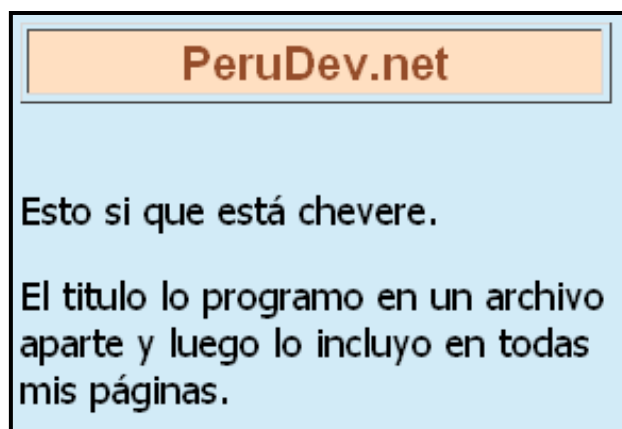 PeruDev.net
Esto si que está chevere.
El titulo lo programo en un archivo
aparte y luego lo incluyo en todas
mis páginas.